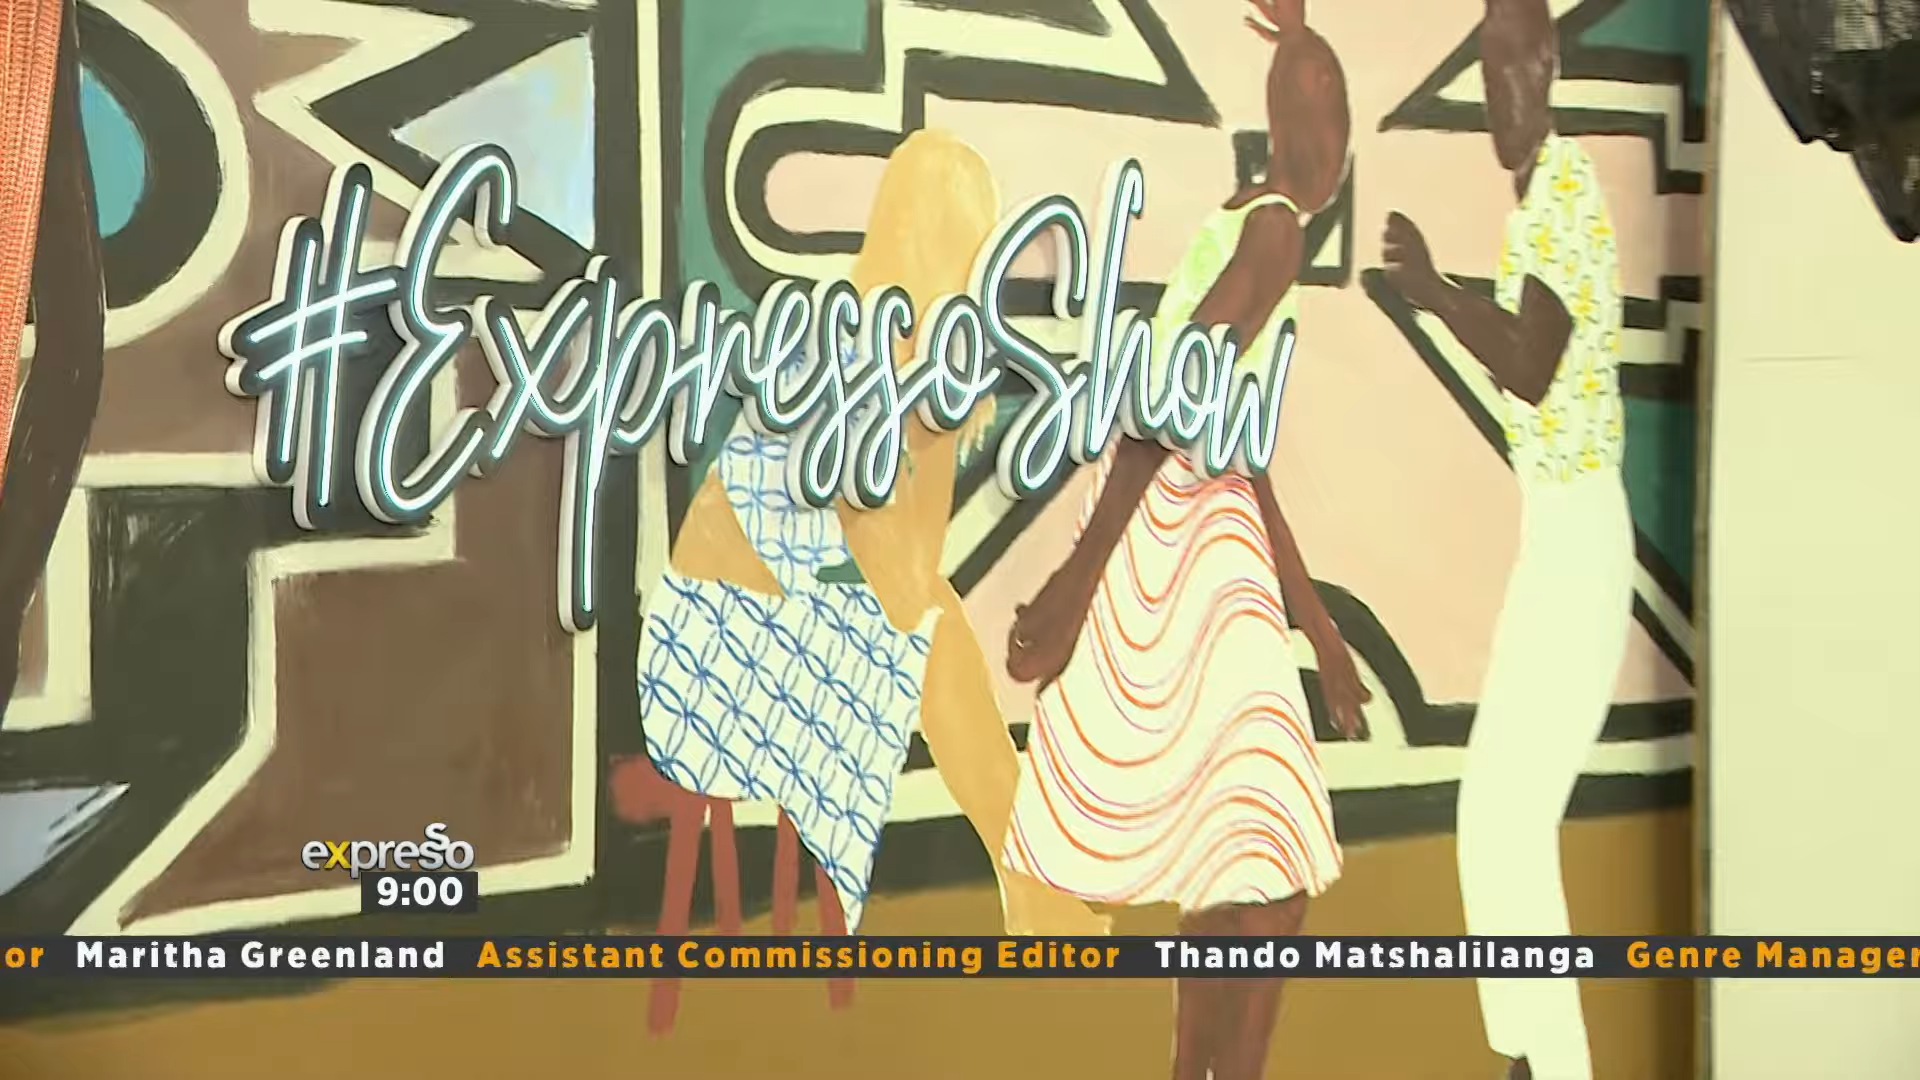 #ExpressoShow
expresso
9:00
or Maritha Greenland Assistant Commissioning Editor Thando Matshalilanga Genre Manager